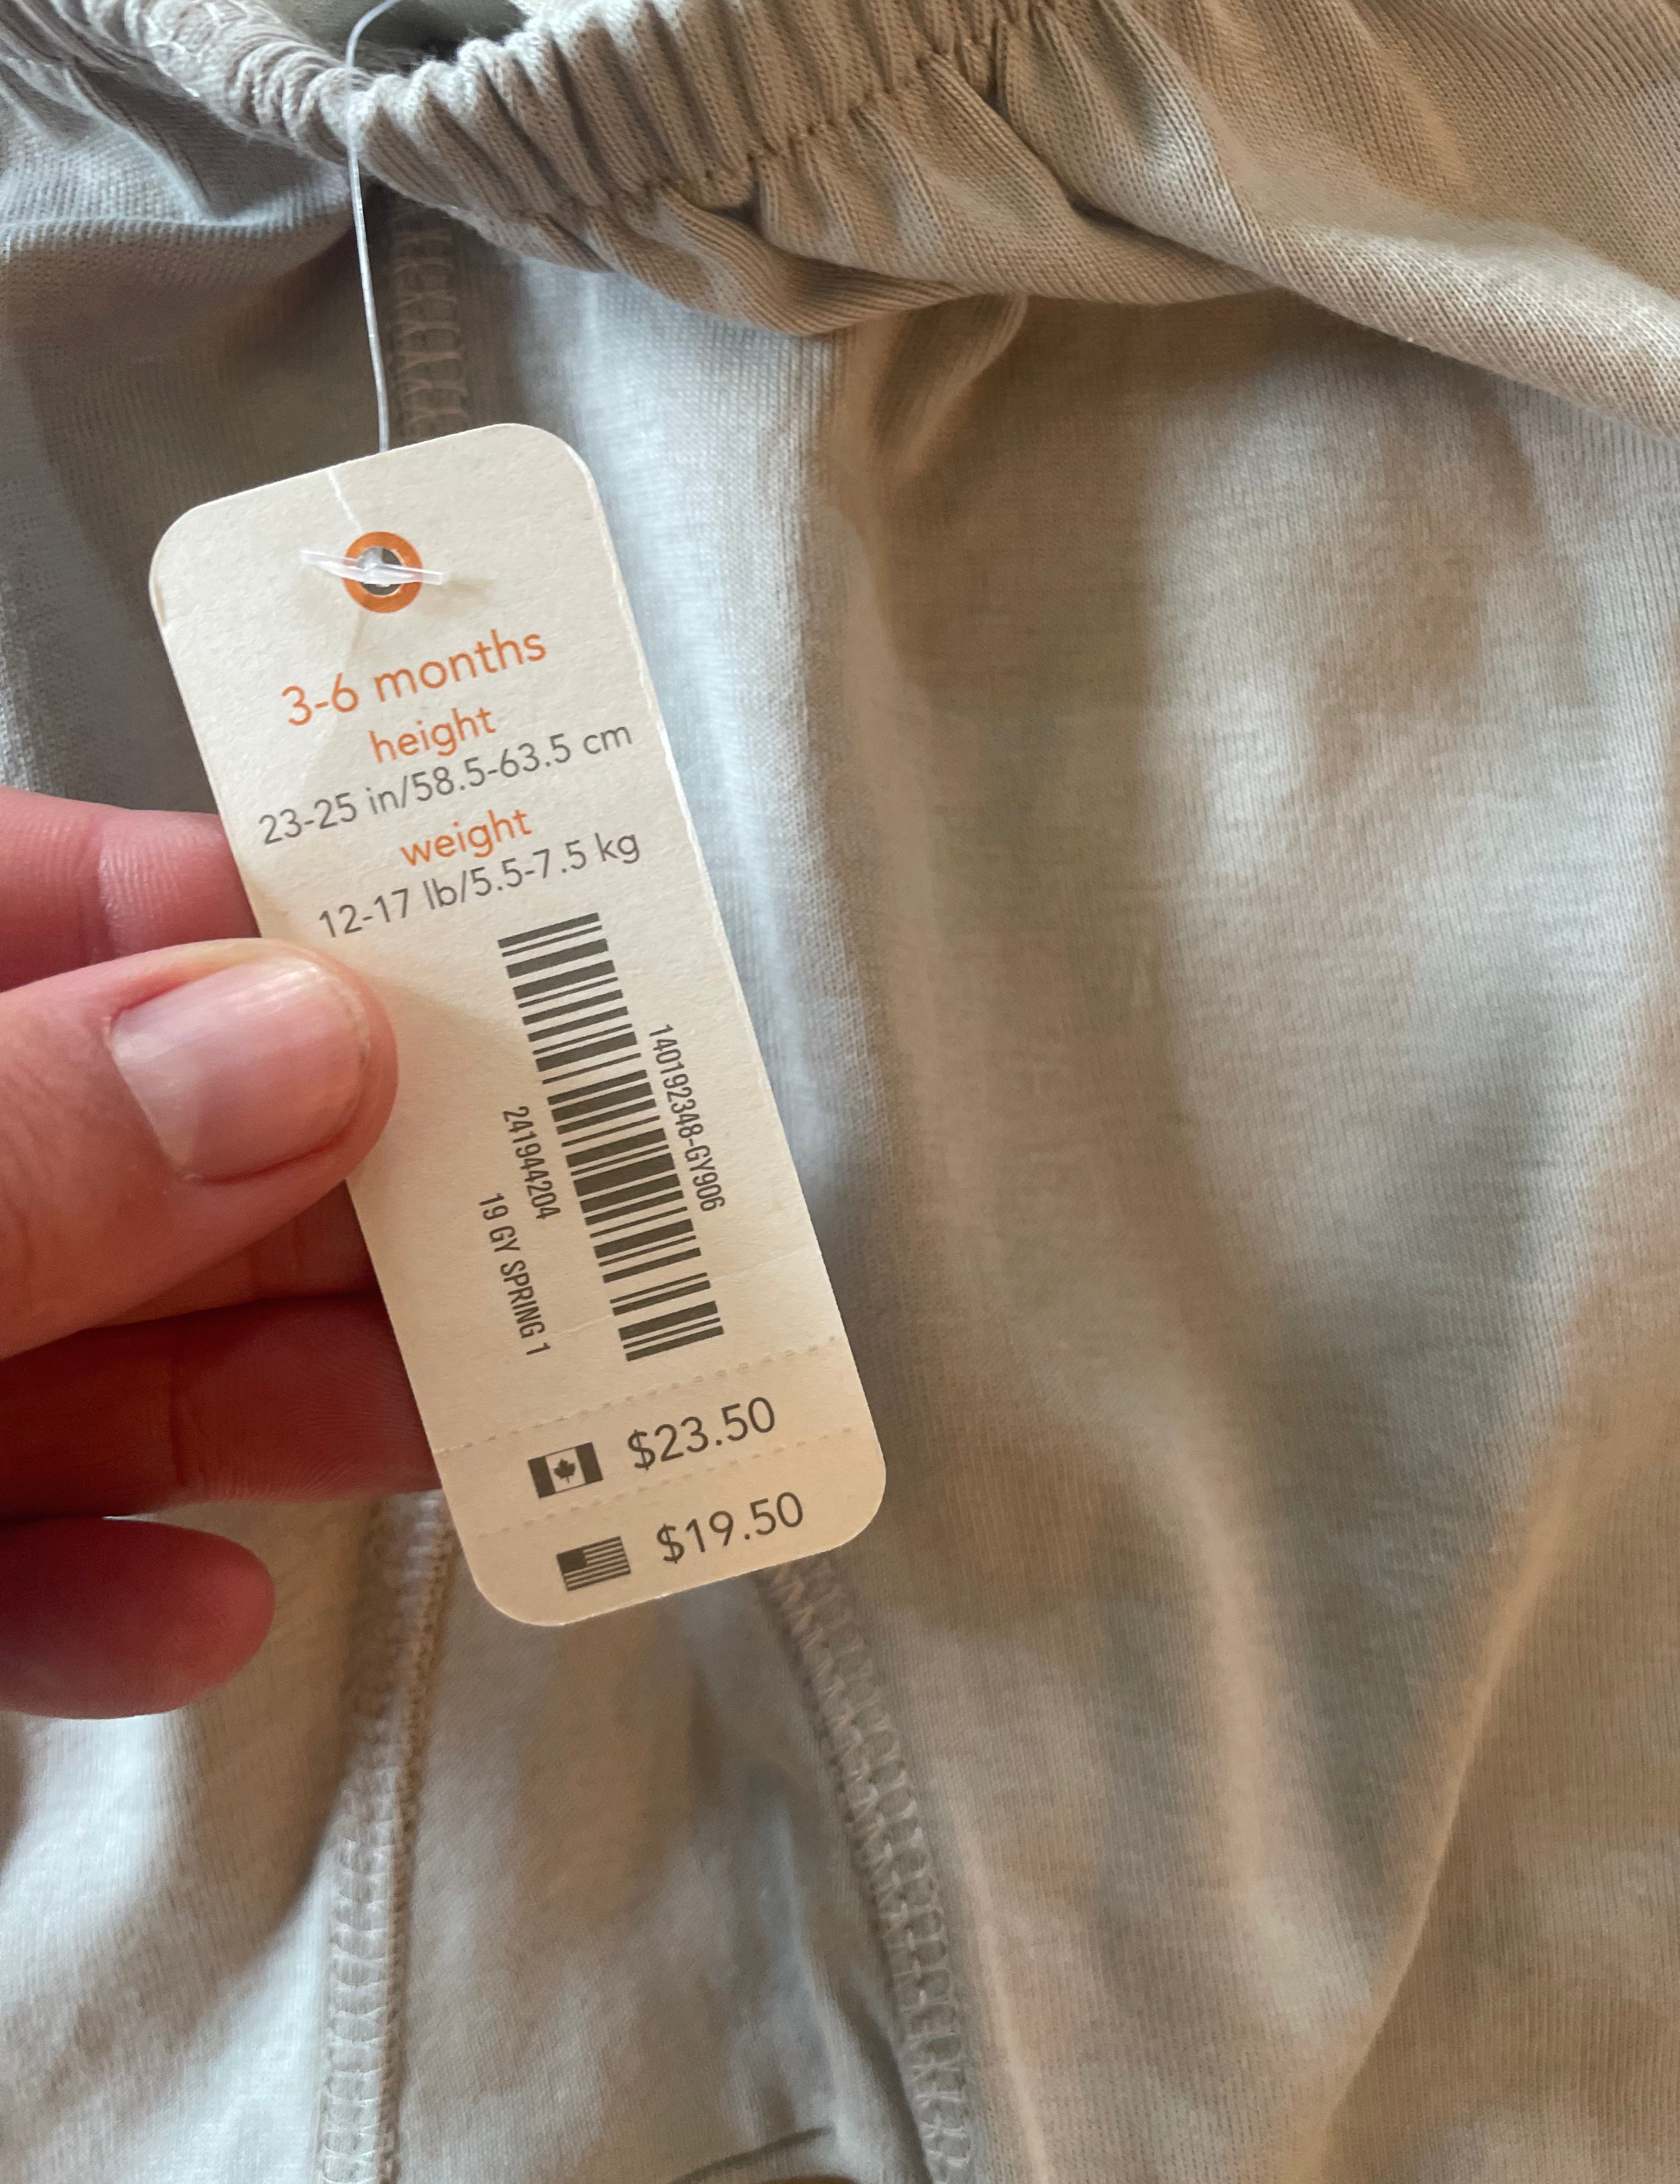 3-6 months
height
23-25 in/58.5-63.5 cm
weight
12-17 lb/5.5-7.5 kg
140192348-GY906
241944204
19 GY SPRING 1
$23.50
$19.50